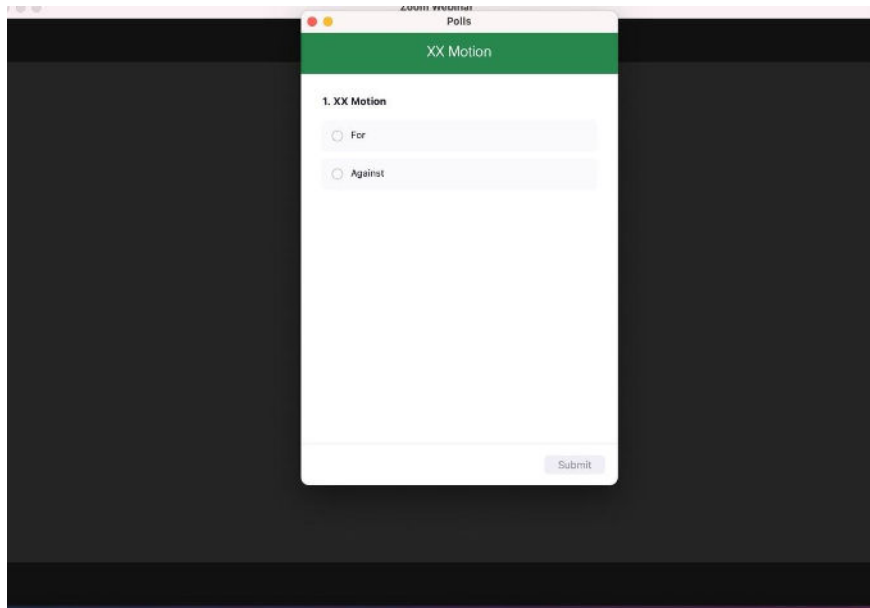 Zoom Webinar
Polls
XX Motion
1. XX Motion
For
Against
Submit